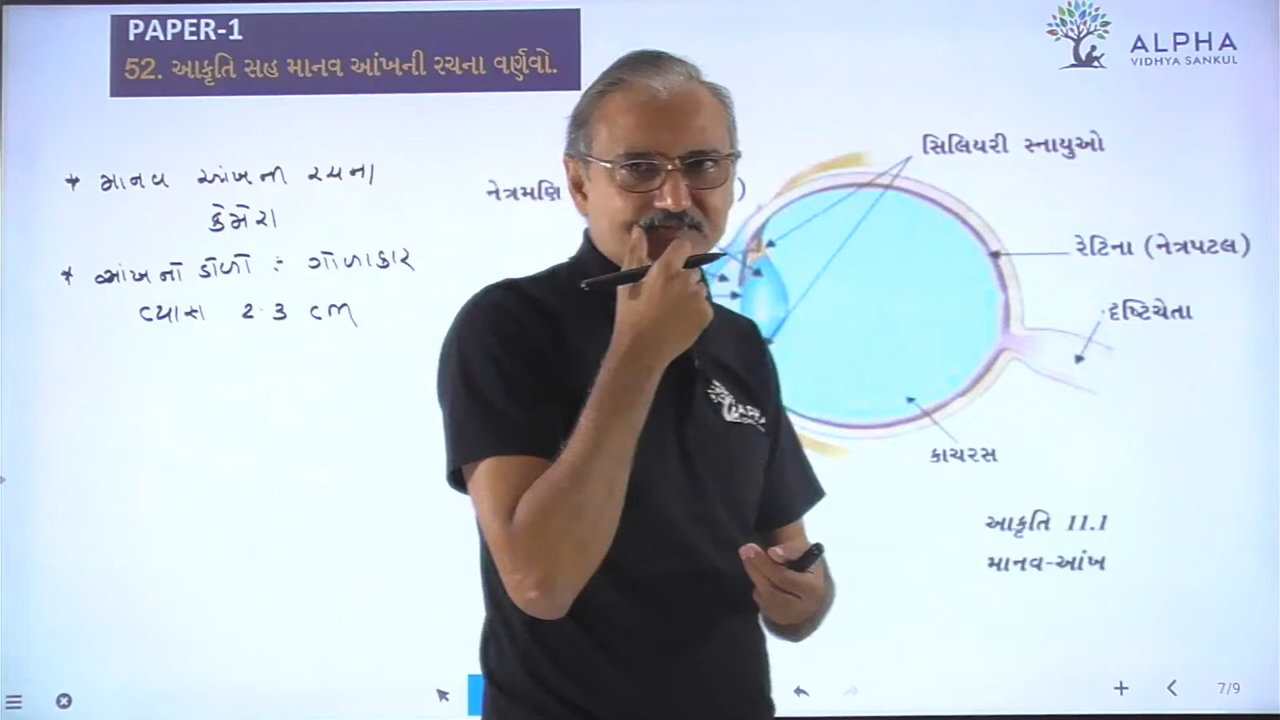 PAPER-1
52. આકૃતિ સહ માનવ આંખની રચના વર્ણવો.
ALPHA
VIDHYA SANKUL
* માનવ આંખની રચના
કેમેરા
* આંખનો ડોળો :- ગોળાકાર
વ્યાસ 2.3 cm
નેત્રમણિ
)
સિલિયરી સ્નાયુઓ
રેટિના (નેત્રપટલ)
દૃષ્ટિચેતા
કાચરસ
આકૃતિ 11.1
માનવ-આંખ
7/9